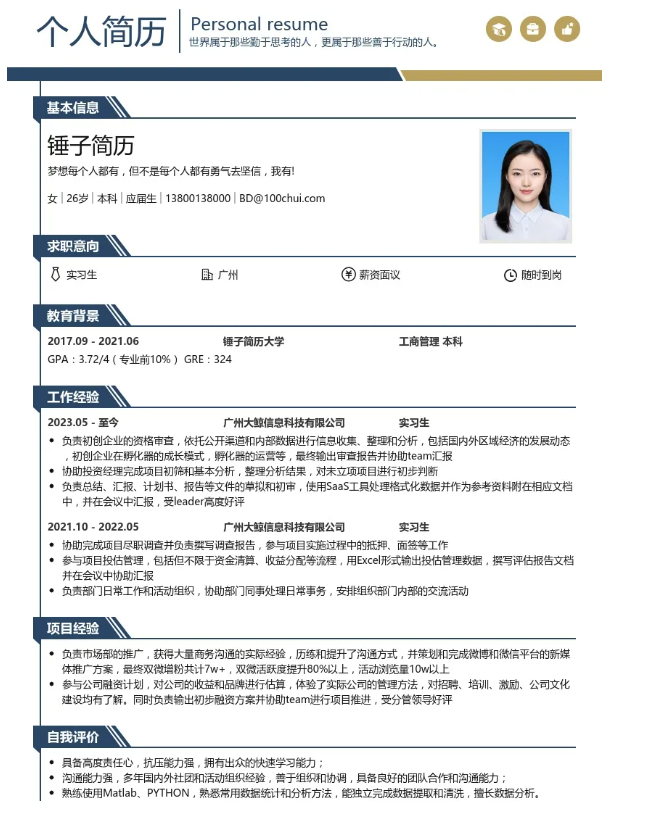 个人简历
Personal resume
世界属于那些勤于思考的人，更属于那些善于行动的人。
基本信息
锤子简历
梦想每个人都有，但不是每个人都有勇气去坚信，我有!
女 | 26岁 | 本科 | 应届生 | 13800138000 | BD@100chui.com
求职意向
实习生 广州 薪资面议 随时到岗
教育背景
2017.09 - 2021.06 锤子简历大学 工商管理 本科
GPA：3.72/4（专业前10%） GRE：324
工作经验
2023.05 - 至今 广州大鲸信息科技有限公司 实习生
• 负责初创企业的资格审查，依托公开渠道和内部数据进行信息收集、整理和分析，包括国内外区域经济的发展动态
，初创企业在孵化器的成长模式，孵化器的运营等，最终输出审查报告并协助team汇报
• 协助投资经理完成项目初筛和基本分析，整理分析结果，对未立项项目进行初步判断
• 负责总结、汇报、计划书、报告等文件的草拟和初审，使用SaaS工具处理格式化数据并作为参考资料附在相应文档
中，并在会议中汇报，受leader高度好评
2021.10 - 2022.05 广州大鲸信息科技有限公司 实习生
• 协助完成项目尽职调查并负责撰写调查报告，参与项目实施过程中的抵押、面签等工作
• 参与项目投估管理，包括但不限于资金清算、收益分配等流程，用Excel形式输出投估管理数据，撰写评估报告文档
并在会议中协助汇报
• 负责部门日常工作和活动组织，协助部门同事处理日常事务，安排组织部门内部的交流活动
项目经验
• 负责市场部的推广，获得大量商务沟通的实际经验，历练和提升了沟通方式，并策划和完成微博和微信平台的新媒
体推广方案，最终双微增粉共计7w+，双微活跃度提升80%以上，活动浏览量10w以上
• 参与公司融资计划，对公司的收益和品牌进行估算，体验了实际公司的管理方法，对招聘、培训、激励、公司文化
建设均有了解。同时负责输出初步融资方案并协助team进行项目推进，受分管领导好评
自我评价
• 具备高度责任心，抗压能力强，拥有出众的快速学习能力；
• 沟通能力强，多年国内外社团和活动组织经验，善于组织和协调，具备良好的团队合作和沟通能力；
• 熟练使用Matlab、PYTHON，熟悉常用数据统计和分析方法，能独立完成数据提取和清洗，擅长数据分析。